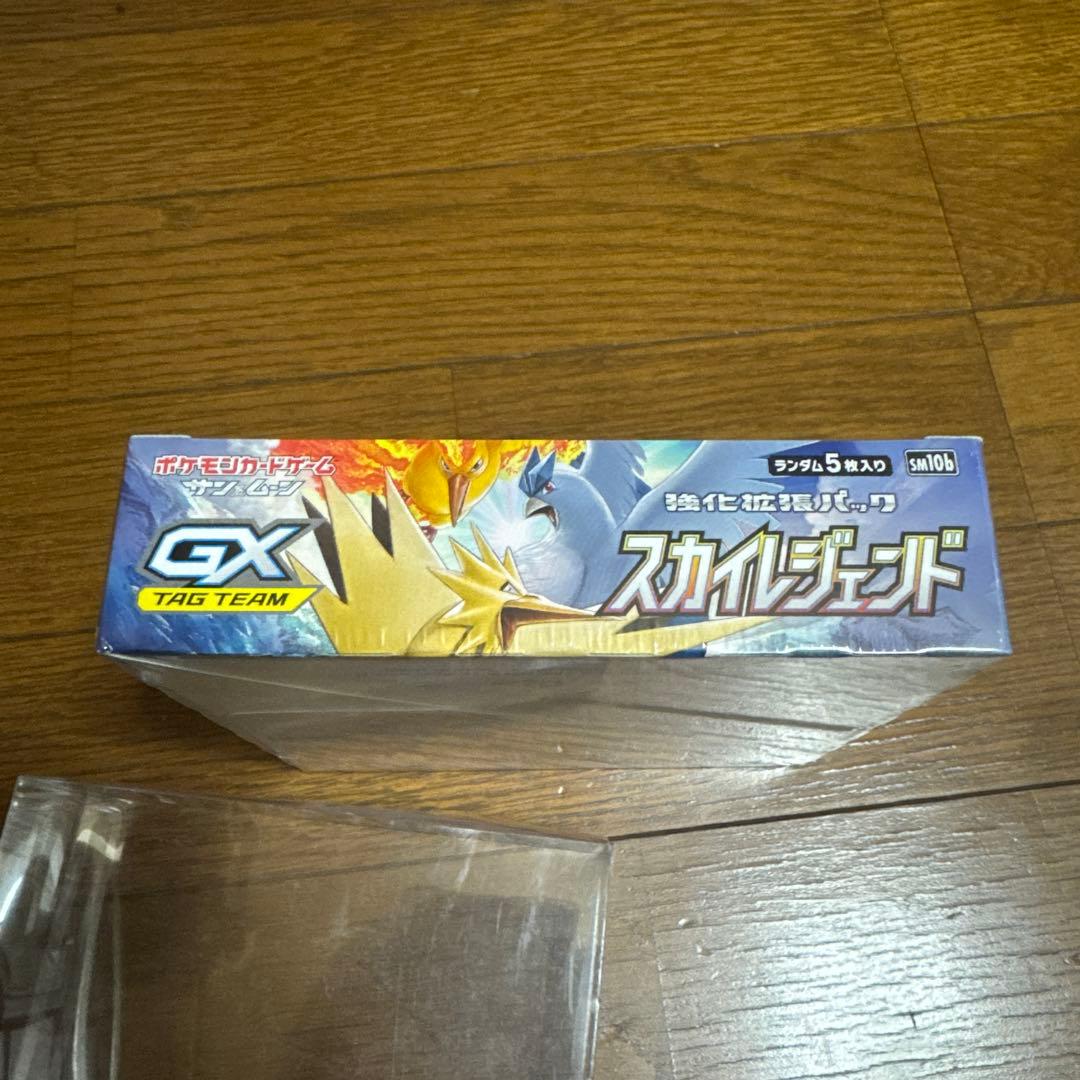 ポケモンカードゲーム
サン&ムーン
GX
TAG TEAM
ランダム5枚入り
SM10b
強化拡張パック
スカイレジェンド